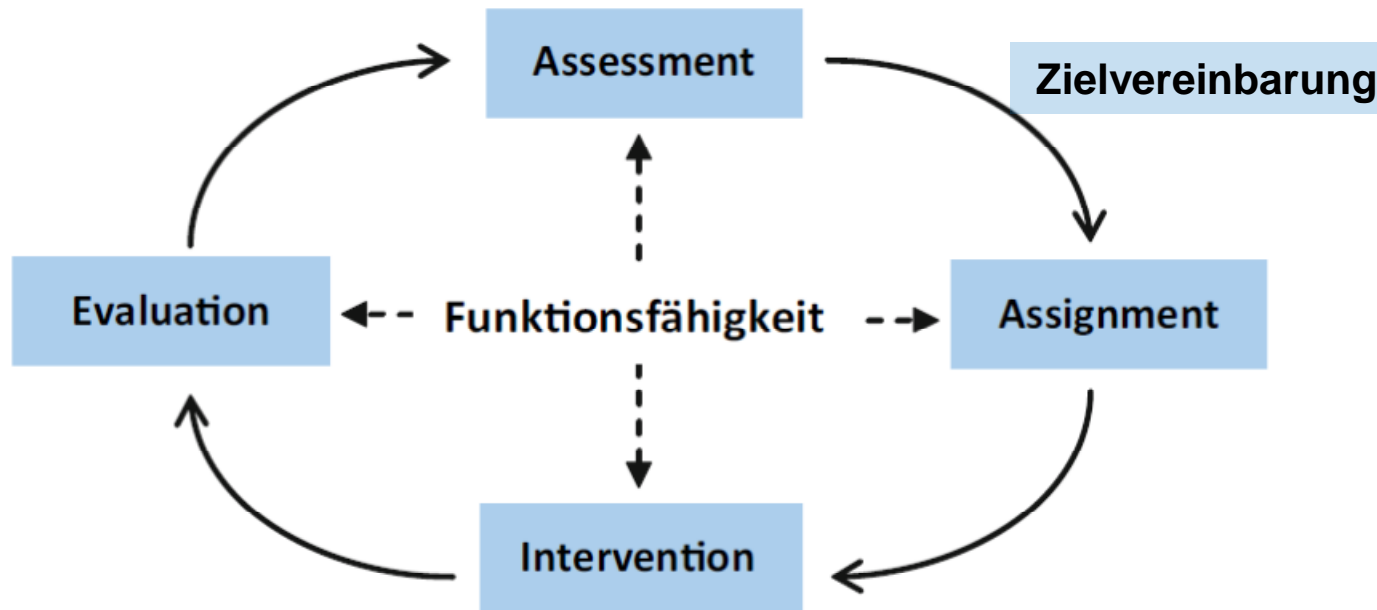 Assessment
Zielvereinbarung
Evaluation
Funktionsfähigkeit
Assignment
Intervention